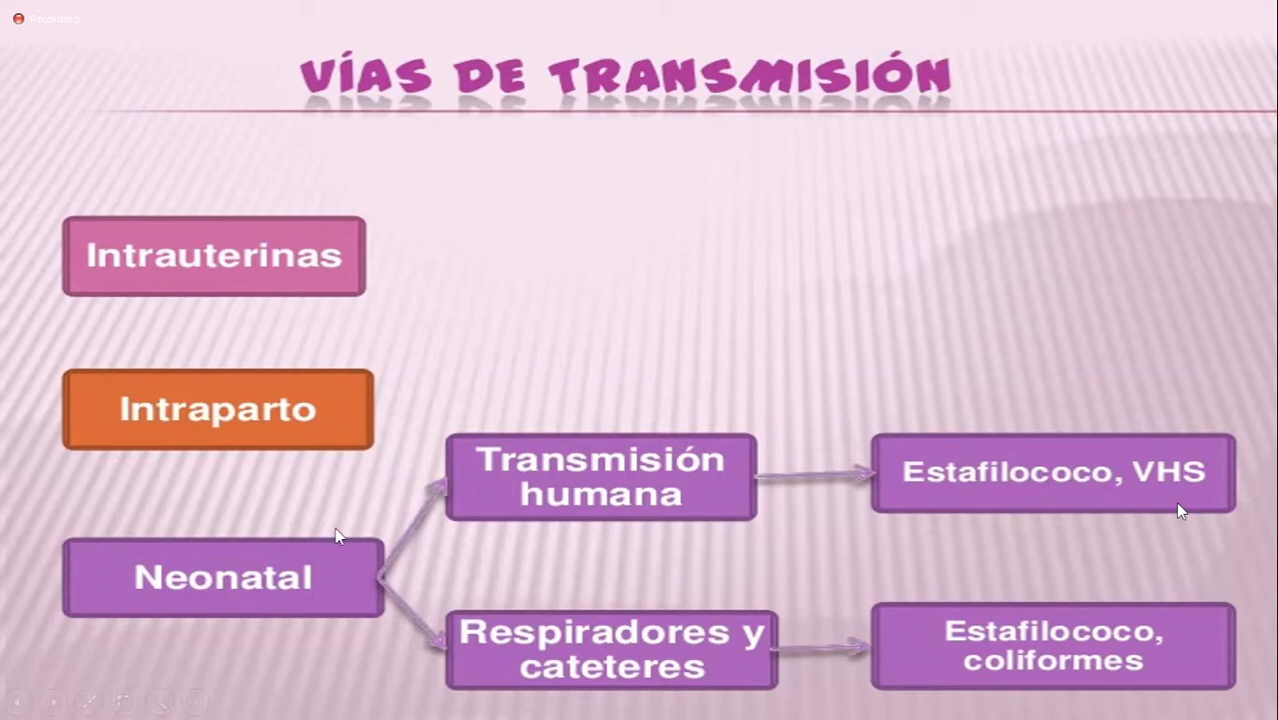 Recording
VÍAS DE TRANSMISIÓN
Intrauterinas
Intraparto
Transmisión
humana
Estafilococo, VHS
Neonatal
Respiradores y
cateteres
Estafilococo,
coliformes